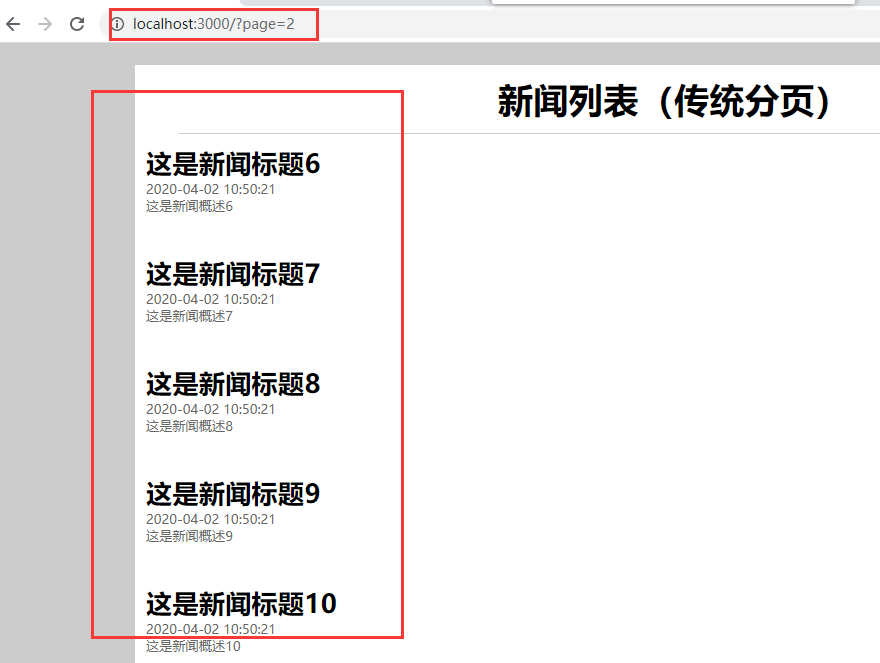 localhost:3000/?page=2
新闻列表（传统分页）
这是新闻标题6
2020-04-02 10:50:21
这是新闻概述6
这是新闻标题7
2020-04-02 10:50:21
这是新闻概述7
这是新闻标题8
2020-04-02 10:50:21
这是新闻概述8
这是新闻标题9
2020-04-02 10:50:21
这是新闻概述9
这是新闻标题10
2020-04-02 10:50:21
这是新闻概述10